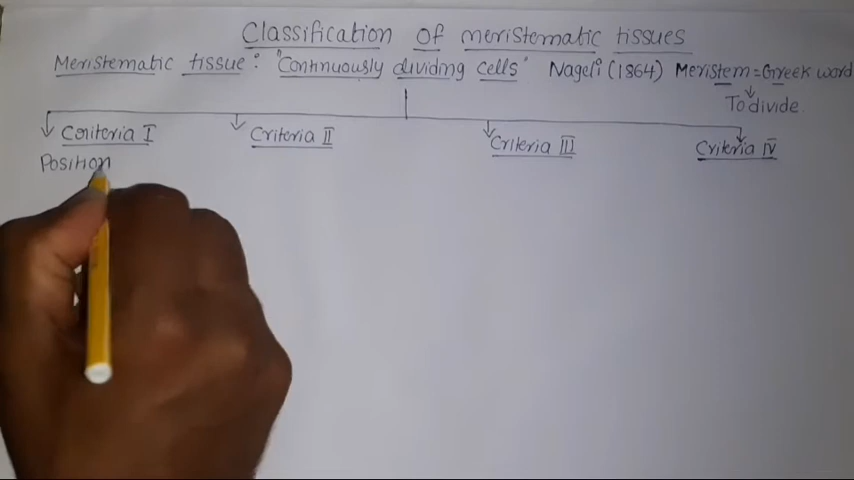 Classification of meristematic tissues
Meristematic tissue : "Continuously dividing cells" Nageli (1864) Meristem = Greek word
To divide.
Criteria I Criteria II Criteria III Criteria IV
Position